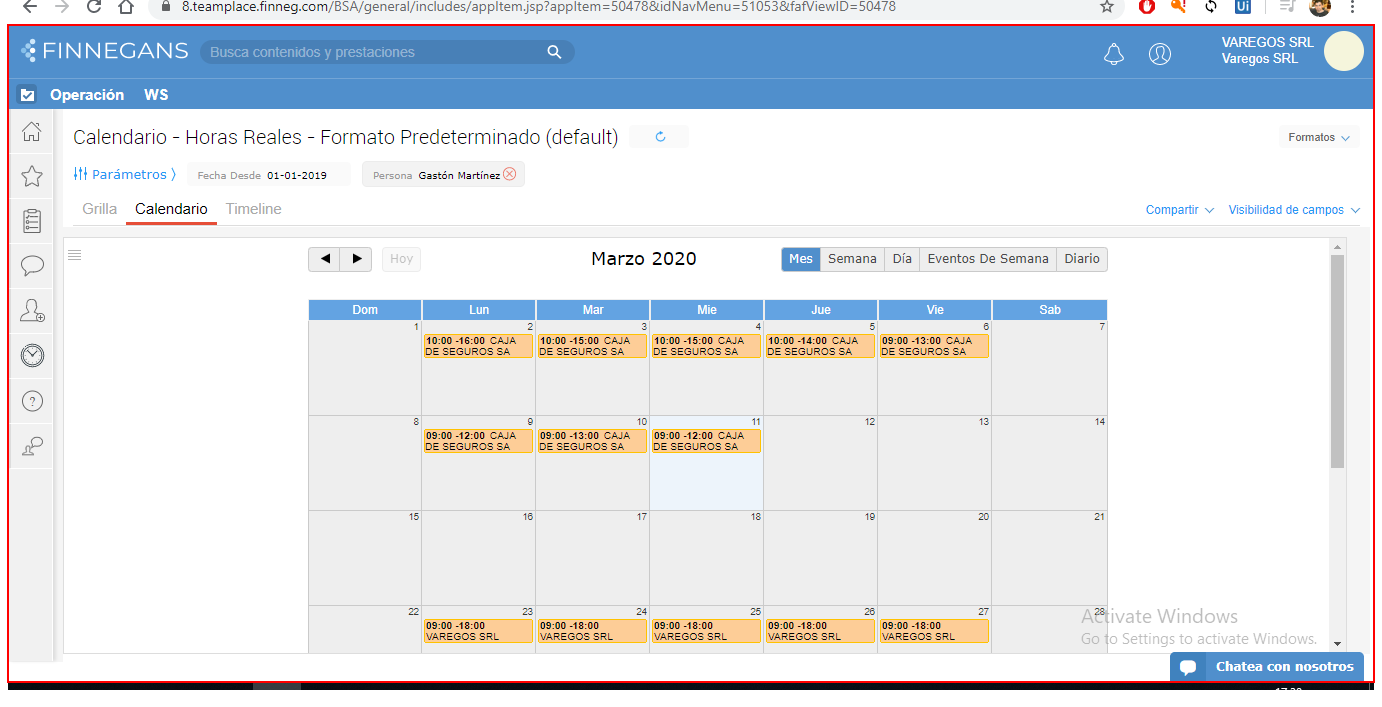 8.teamplace.finneg.com/BSA/general/includes/appItem.jsp?appItem=50478&idNavMenu=51053&fafViewID=50478
Ui
FINNEGANS
Busca contenidos y prestaciones
VAREGOS SRL
Varegos SRL
Operación WS
Calendario - Horas Reales - Formato Predeterminado (default)
Formatos
Parámetros
Fecha Desde 01-01-2019
Persona Gastón Martínez
Grilla Calendario Timeline
Compartir Visibilidad de campos
Hoy
Marzo 2020
Mes Semana Día Eventos De Semana Diario
Dom Lun Mar Mie Jue Vie Sab
1 2 3 4 5 6 7
10:00 -16:00 CAJA DE SEGUROS SA
10:00 -15:00 CAJA DE SEGUROS SA
10:00 -15:00 CAJA DE SEGUROS SA
10:00 -14:00 CAJA DE SEGUROS SA
09:00 -13:00 CAJA DE SEGUROS SA
8 9 10 11 12 13 14
09:00 -12:00 CAJA DE SEGUROS SA
09:00 -13:00 CAJA DE SEGUROS SA
09:00 -12:00 CAJA DE SEGUROS SA
15 16 17 18 19 20 21
22 23 24 25 26 27 28
09:00 -18:00 VAREGOS SRL
09:00 -18:00 VAREGOS SRL
09:00 -18:00 VAREGOS SRL
09:00 -18:00 VAREGOS SRL
09:00 -18:00 VAREGOS SRL
Activate Windows
Go to Settings to activate Windows.
Chatea con nosotros